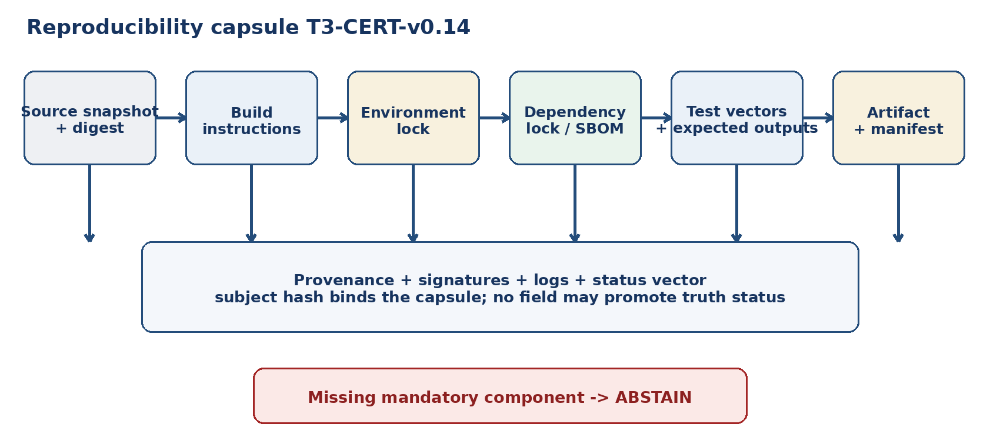 Reproducibility capsule T3-CERT-v0.14
Source snapshot
+ digest
Build
instructions
Environment
lock
Dependency
lock / SBOM
Test vectors
+ expected outputs
Artifact
+ manifest
Provenance + signatures + logs + status vector
subject hash binds the capsule; no field may promote truth status
Missing mandatory component -> ABSTAIN